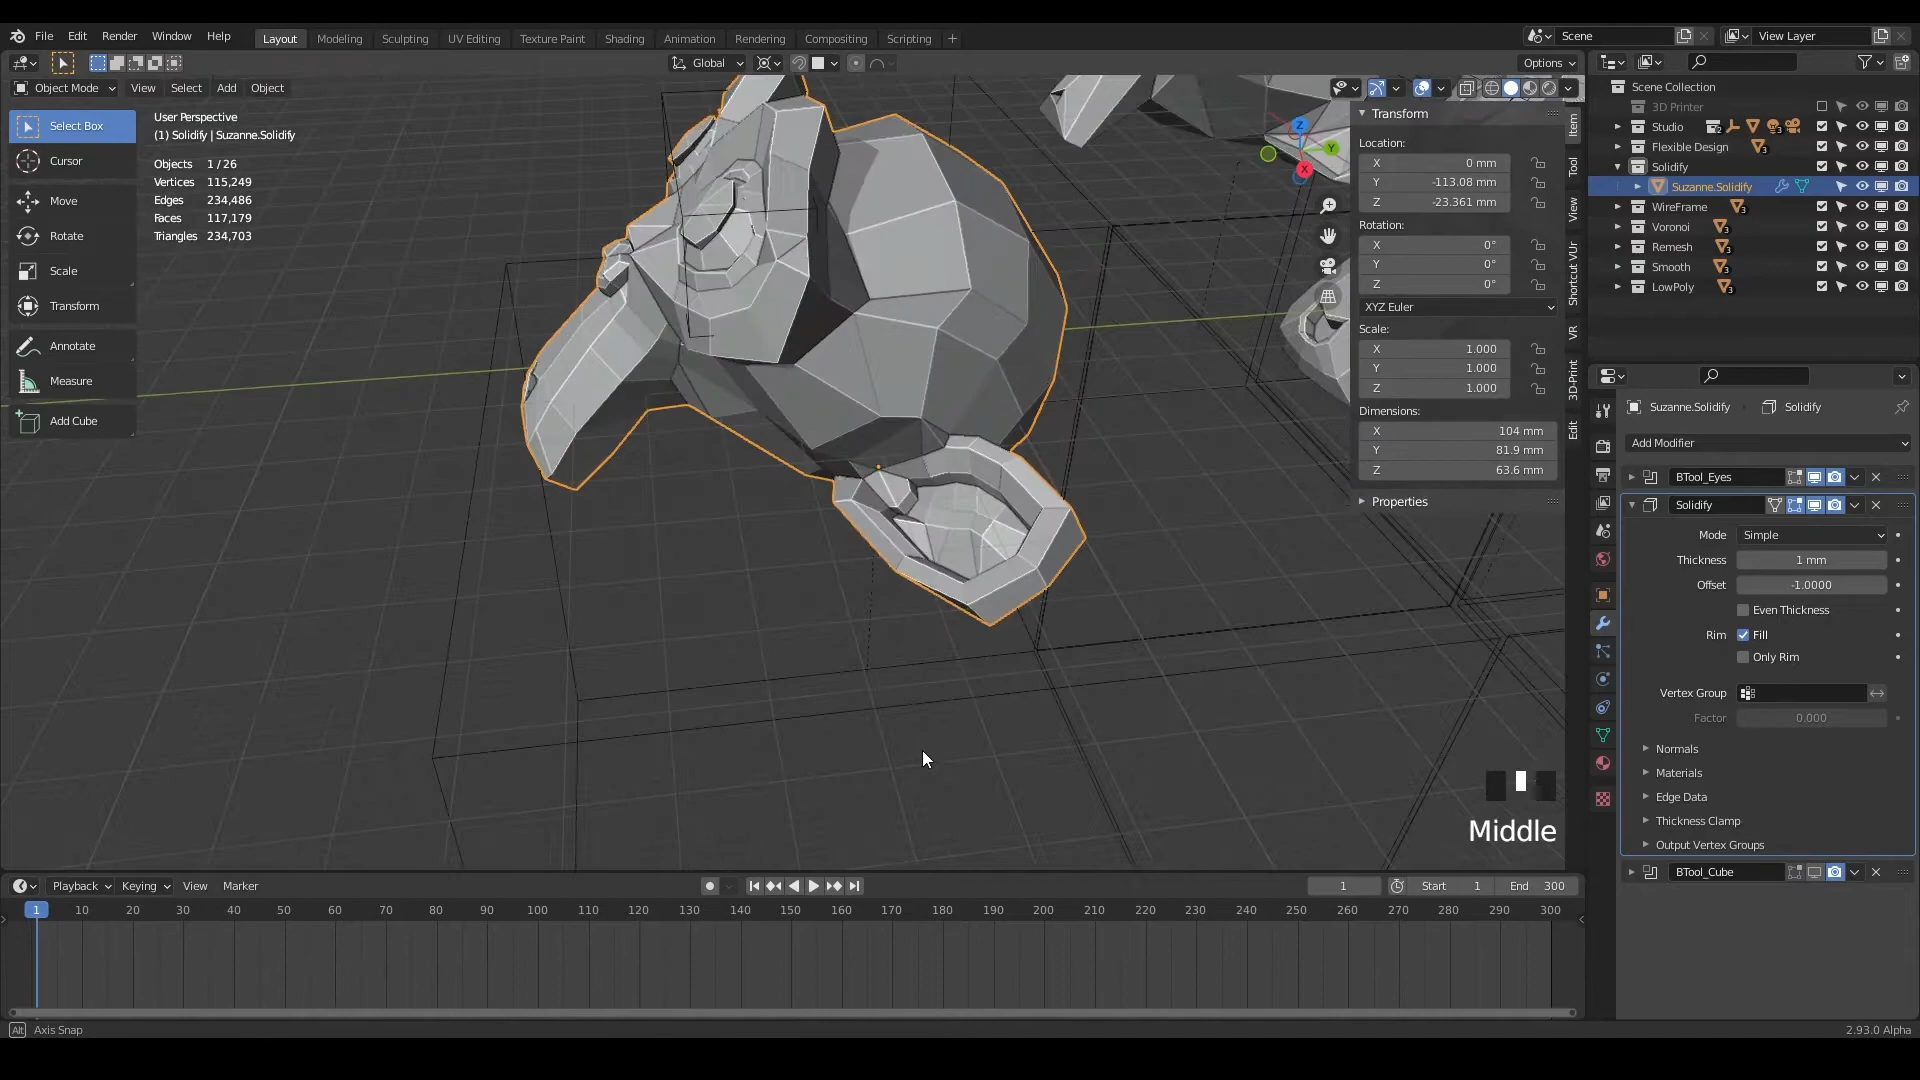 File Edit Render Window Help Layout Modeling Sculpting UV Editing Texture Paint Shading Animation Rendering Compositing Scripting + Scene View Layer
Global Options
Object Mode View Select Add Object
Select Box
Cursor
Move
Rotate
Scale
Transform
Annotate
Measure
Add Cube
User Perspective
(1) Solidify | Suzanne.Solidify
Objects 1 / 26
Vertices 115,249
Edges 234,486
Faces 117,179
Triangles 234,703
Z
Y
X
Transform
Location:
X 0 mm
Y -113.08 mm
Z -23.361 mm
Rotation:
X 0°
Y 0°
Z 0°
XYZ Euler
Scale:
X 1.000
Y 1.000
Z 1.000
Dimensions:
X 104 mm
Y 81.9 mm
Z 63.6 mm
Properties
Item
Tool
View
Shortcut VUr
VR
3D-Print
Edit
Middle
Scene Collection
3D Printer
Studio 2 3
Flexible Design 3
Solidify
Suzanne.Solidify
WireFrame 3
Voronoi 3
Remesh 3
Smooth 3
LowPoly 3
Suzanne.Solidify Solidify
Add Modifier
BTool_Eyes
Solidify
Mode Simple
Thickness 1 mm
Offset -1.0000
Even Thickness
Rim Fill
Only Rim
Vertex Group
Factor 0.000
Normals
Materials
Edge Data
Thickness Clamp
Output Vertex Groups
BTool_Cube
Playback Keying View Marker 1 Start 1 End 300
1 10 20 30 40 50 60 70 80 90 100 110 120 130 140 150 160 170 180 190 200 210 220 230 240 250 260 270 280 290 300
Alt Axis Snap 2.93.0 Alpha